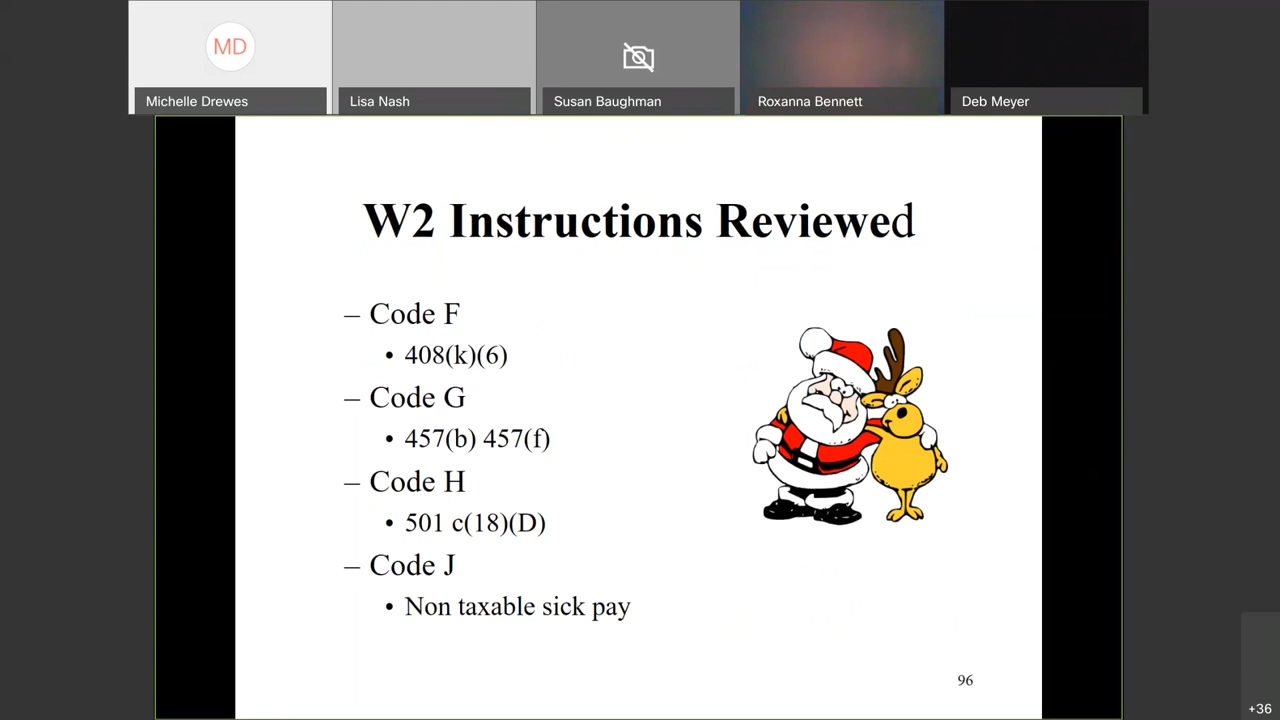 MD
Michelle Drewes
Lisa Nash
Susan Baughman
Roxanna Bennett
Deb Meyer
W2 Instructions Reviewed
– Code F
• 408(k)(6)
– Code G
• 457(b) 457(f)
– Code H
• 501 c(18)(D)
– Code J
• Non taxable sick pay
96
+36